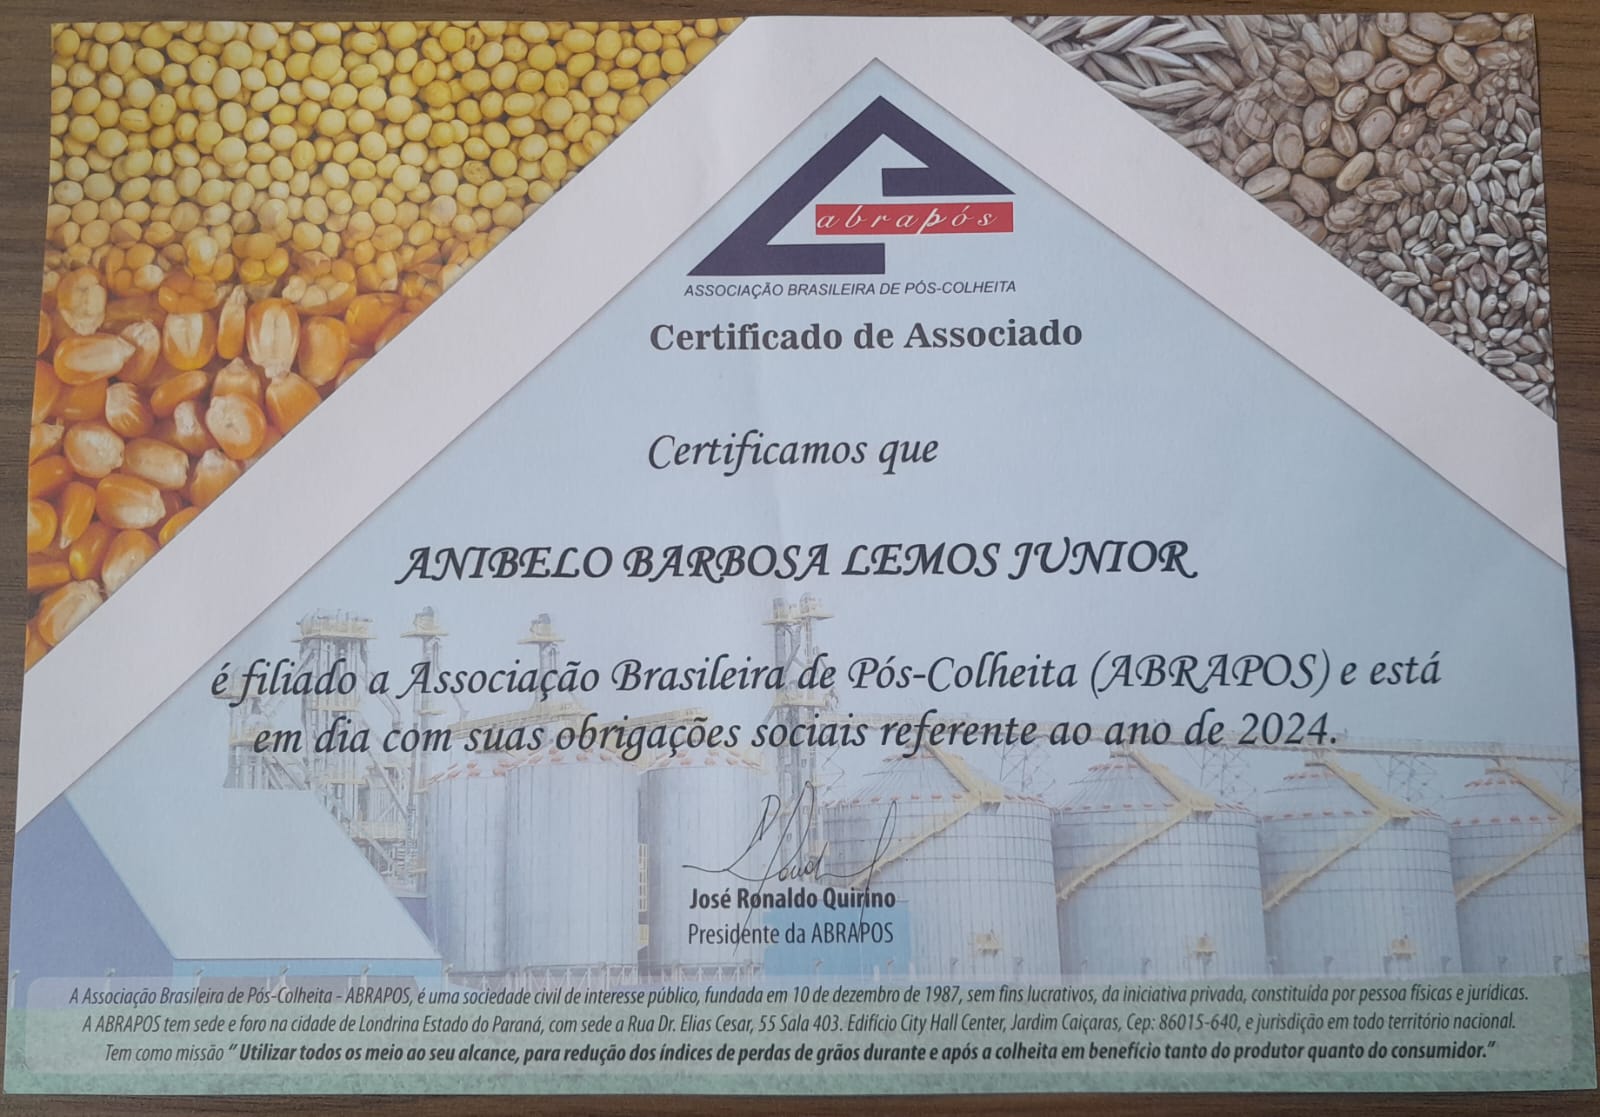 abrapós
ASSOCIAÇÃO BRASILEIRA DE PÓS-COLHEITA
Certificado de Associado
Certificamos que
ANIBELO BARBOSA LEMOS JUNIOR
é filiado a Associação Brasileira de Pós-Colheita (ABRAPOS) e está
em dia com suas obrigações sociais referente ao ano de 2024.
José Ronaldo Quirino
Presidente da ABRAPOS
A Associação Brasileira de Pós-Colheita - ABRAPOS, é uma sociedade civil de interesse público, fundada em 10 de dezembro de 1987, sem fins lucrativos, da iniciativa privada, constituída por pessoa físicas e jurídicas.
A ABRAPOS tem sede e foro na cidade de Londrina Estado do Paraná, com sede a Rua Dr. Elias Cesar, 55 Sala 403. Edifício City Hall Center, Jardim Caiçaras, Cep: 86015-640, e jurisdição em todo território nacional.
Tem como missão “ Utilizar todos os meio ao seu alcance, para redução dos índices de perdas de grãos durante e após a colheita em benefício tanto do produtor quanto do consumidor.”